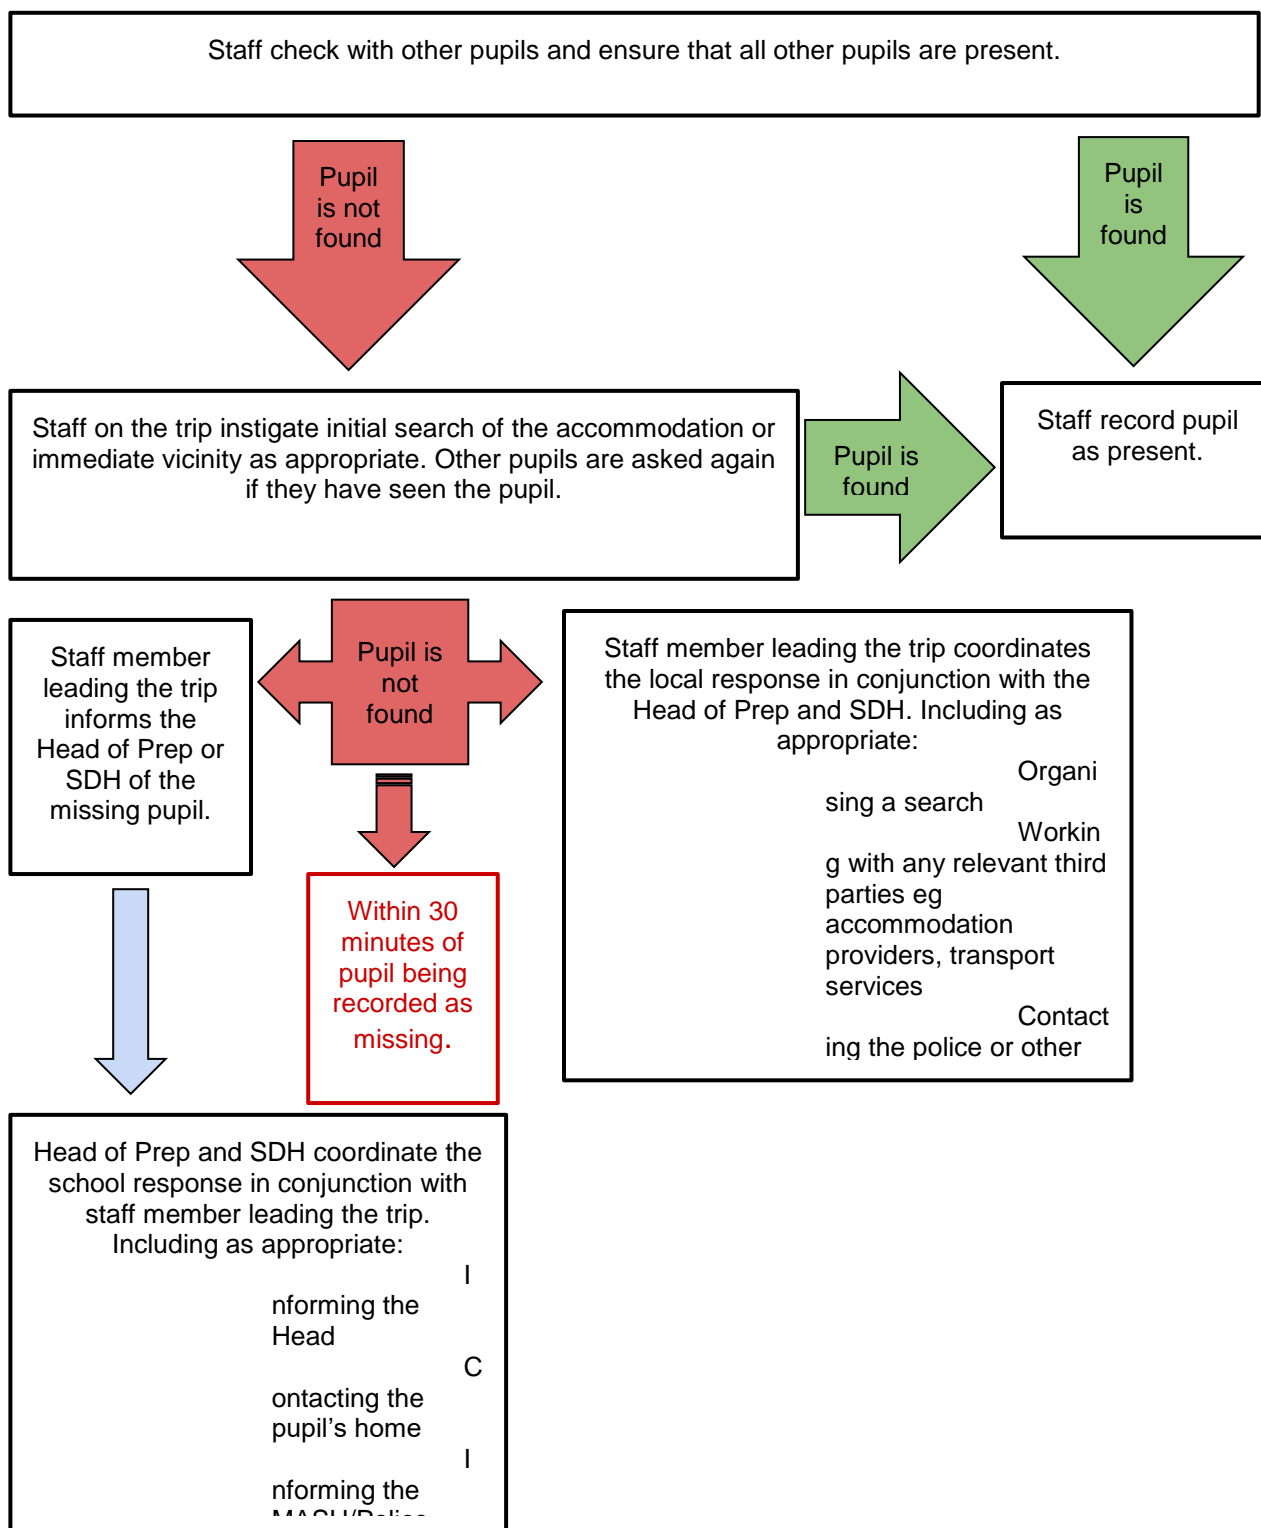 Staff check with other pupils and ensure that all other pupils are present.
Pupil
is not
found
Pupil
is
found
Staff on the trip instigate initial search of the accommodation or
immediate vicinity as appropriate. Other pupils are asked again
if they have seen the pupil.
Pupil is
found
Staff record pupil
as present.
Staff member
leading the trip
informs the
Head of Prep or
SDH of the
missing pupil.
Pupil is
not
found
Staff member leading the trip coordinates
the local response in conjunction with the
Head of Prep and SDH. Including as
appropriate:
Organi
sing a search
Workin
g with any relevant third
parties eg
accommodation
providers, transport
services
Contact
ing the police or other
Within 30
minutes of
pupil being
recorded as
missing.
Head of Prep and SDH coordinate the
school response in conjunction with
staff member leading the trip.
Including as appropriate:
I
nforming the
Head
C
ontacting the
pupil’s home
I
nforming the
MASH/Police